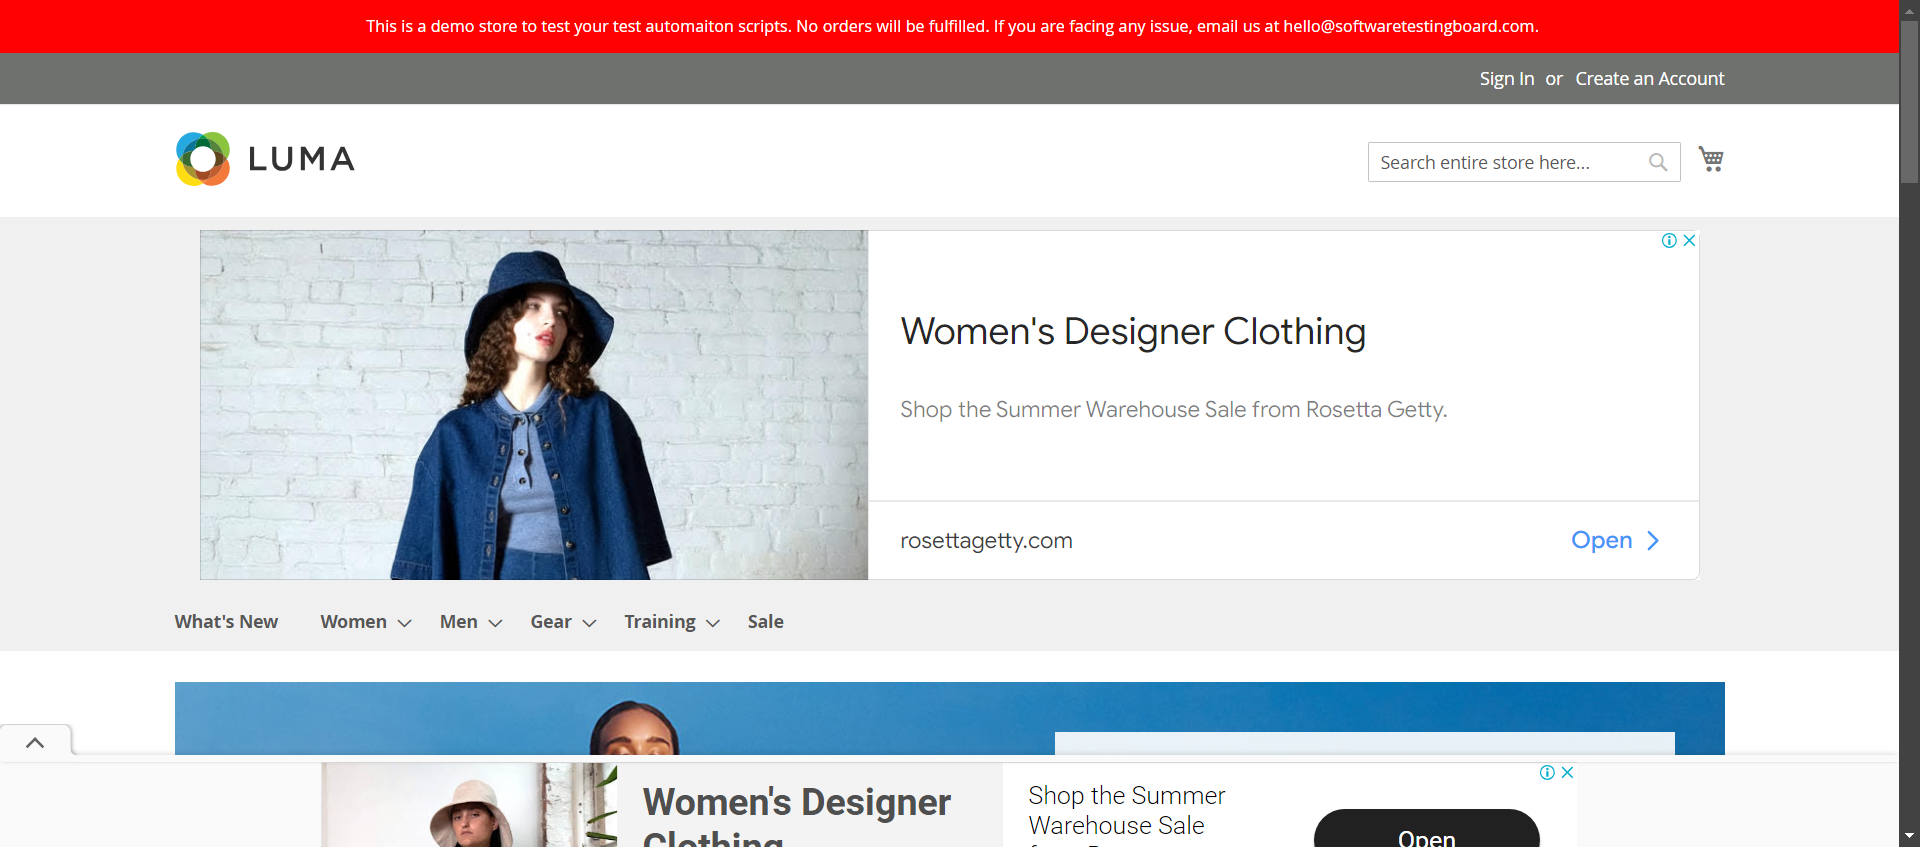 This is a demo store to test your test automaiton scripts. No orders will be fulfilled. If you are facing any issue, email us at hello@softwaretestingboard.com.
Sign In or Create an Account
LUMA
Search entire store here...
Women's Designer Clothing
Shop the Summer Warehouse Sale from Rosetta Getty.
rosettagetty.com
Open
What's New Women Men Gear Training Sale
Women's Designer
Clothing
Shop the Summer
Warehouse Sale
Open